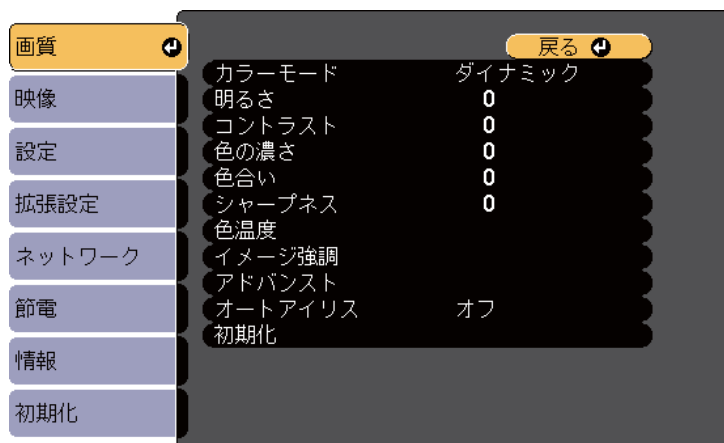 画質
映像
設定
拡張設定
ネットワーク
節電
情報
初期化
戻る
カラーモード ダイナミック
明るさ 0
コントラスト 0
色の濃さ 0
色合い 0
シャープネス 0
色温度
イメージ強調
アドバンスト
オートアイリス オフ
初期化